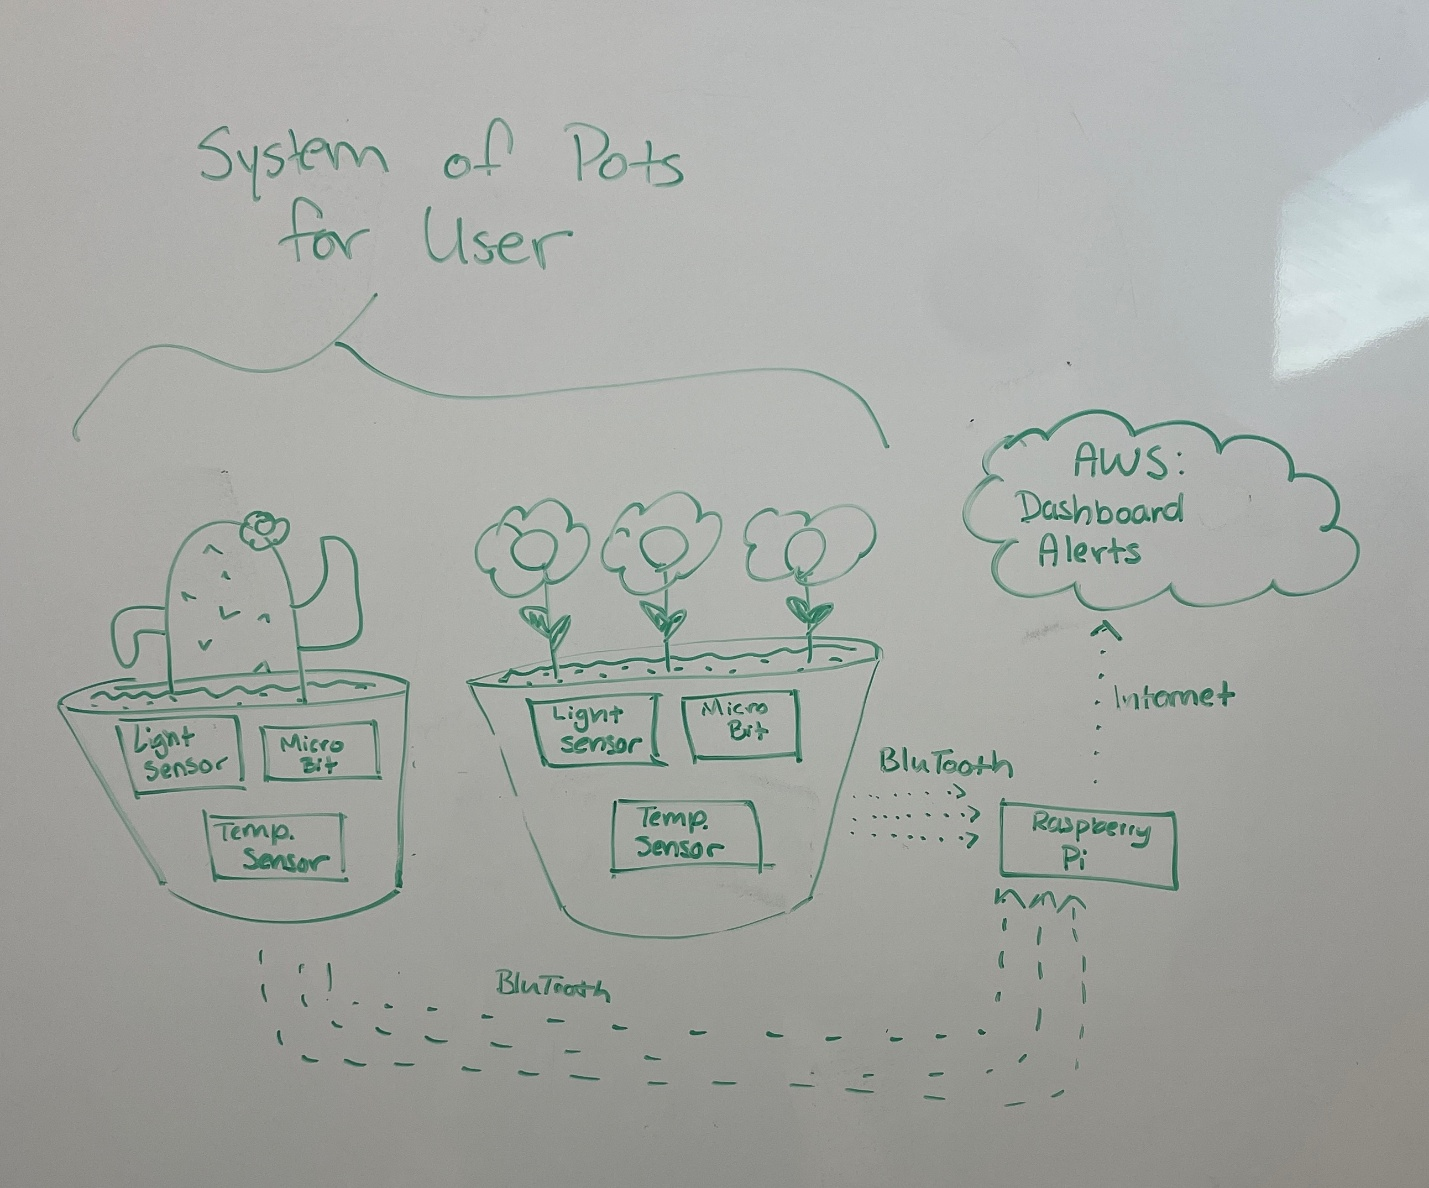 System of Pots
for User
AWS:
Dashboard
Alerts
Light
Sensor
Micro
Bit
Temp.
Sensor
Light
Sensor
Micro
Bit
Temp.
Sensor
BluTooth
Internet
Raspberry
Pi
BluTooth